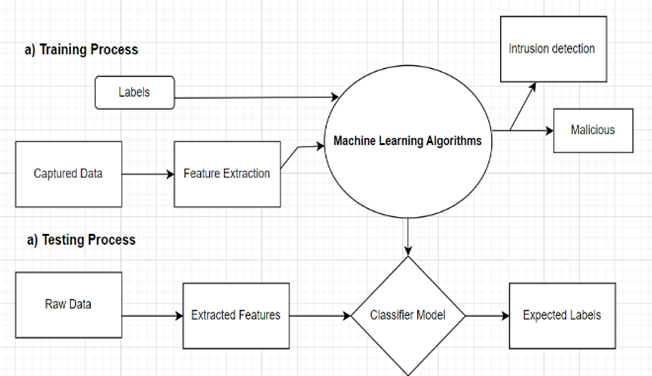 a) Training Process
Intrusion detection
Labels
Malicious
Machine Learning Algorithms
Captured Data
Feature Extraction
a) Testing Process
Raw Data
Extracted Features
Classifier Model
Expected Labels